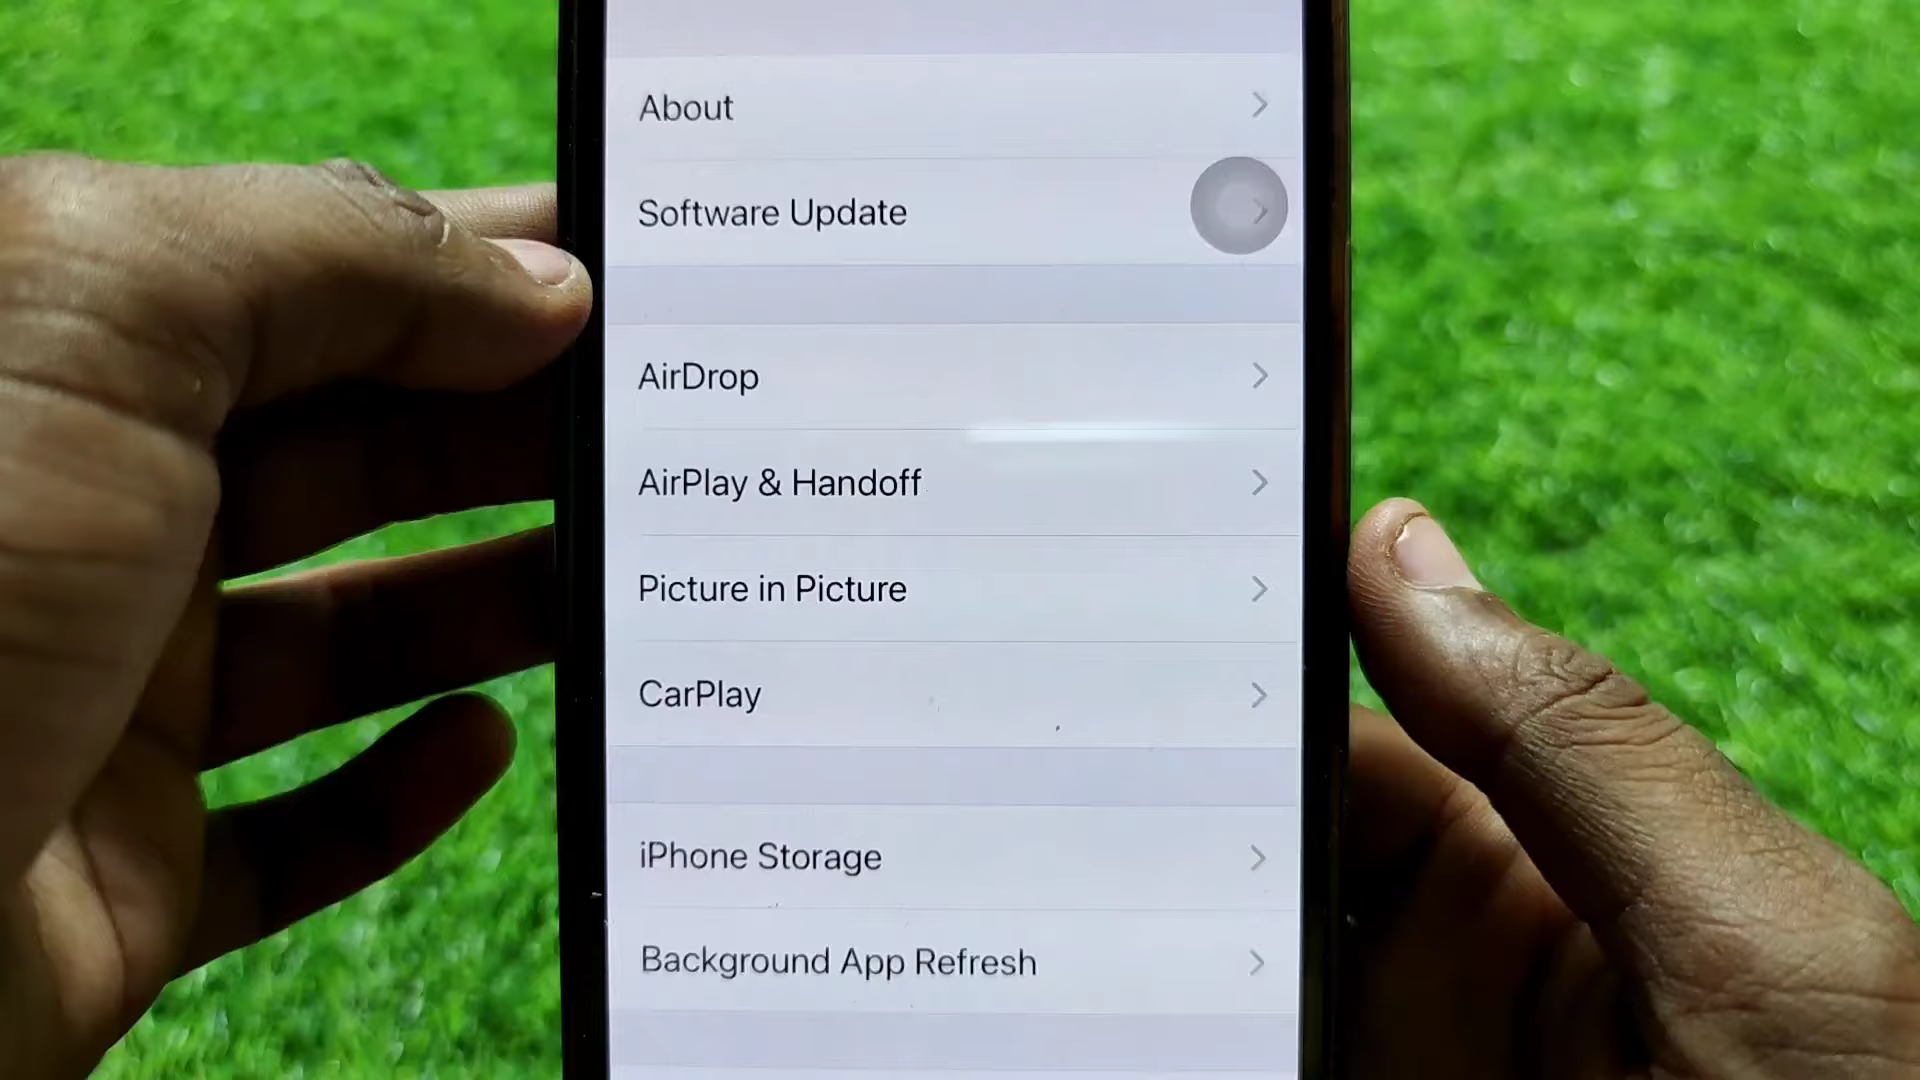 About
Software Update
AirDrop
AirPlay & Handoff
Picture in Picture
CarPlay
iPhone Storage
Background App Refresh